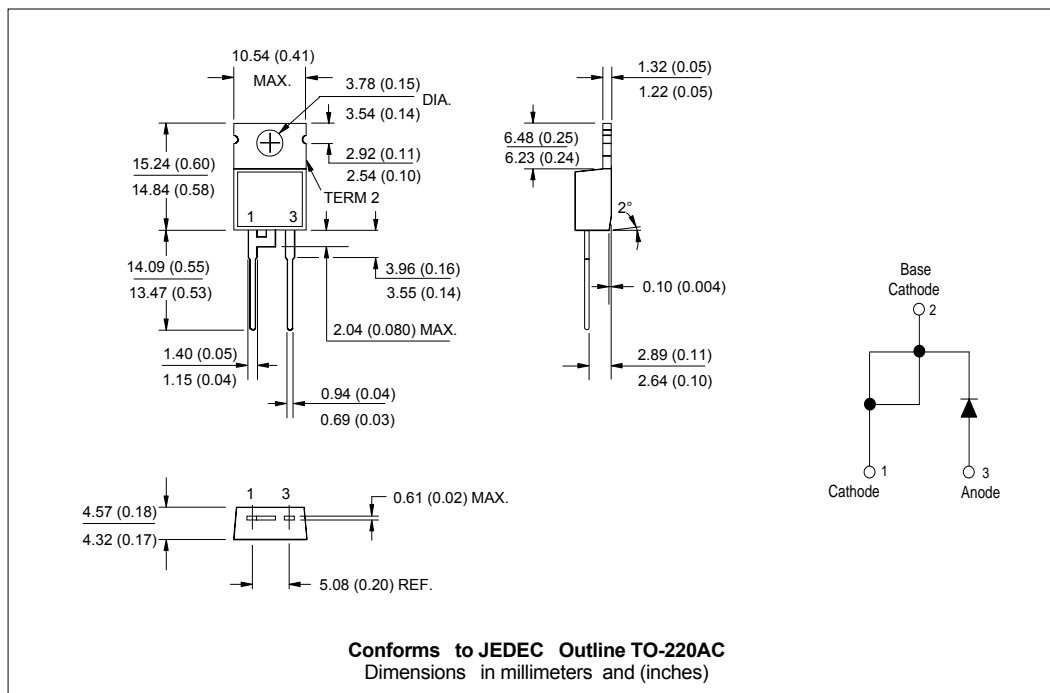 10.54 (0.41)
MAX.
3.78 (0.15)
3.54 (0.14)
DIA.
15.24 (0.60)
14.84 (0.58)
2.92 (0.11)
2.54 (0.10)
TERM 2
1 3
14.09 (0.55)
13.47 (0.53)
3.96 (0.16)
3.55 (0.14)
2.04 (0.080) MAX.
1.40 (0.05)
1.15 (0.04)
0.94 (0.04)
0.69 (0.03)
1.32 (0.05)
1.22 (0.05)
6.48 (0.25)
6.23 (0.24)
2°
0.10 (0.004)
2.89 (0.11)
2.64 (0.10)
Base
Cathode
2
1
Cathode
3
Anode
1 3
4.57 (0.18)
4.32 (0.17)
0.61 (0.02) MAX.
5.08 (0.20) REF.
Conforms to JEDEC Outline TO-220AC
Dimensions in millimeters and (inches)